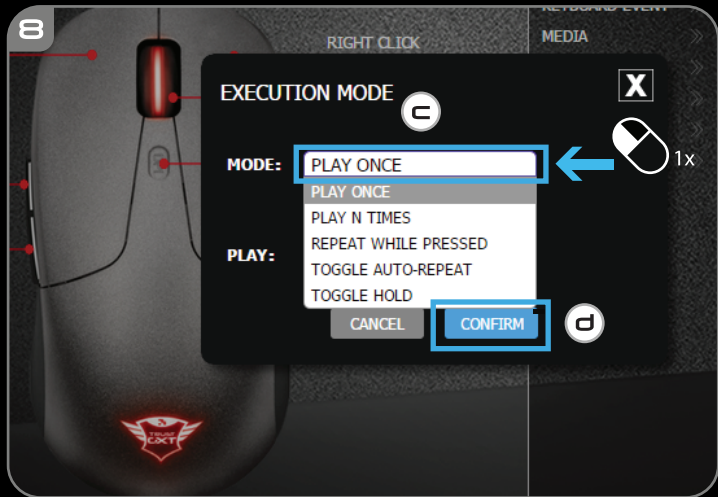 8
KEYBOARD EVENT
MEDIA
RIGHT CLICK
EXECUTION MODE
X
c
MODE:
PLAY ONCE
1x
PLAY ONCE
PLAY N TIMES
REPEAT WHILE PRESSED
PLAY:
TOGGLE AUTO-REPEAT
TOGGLE HOLD
CANCEL
CONFIRM
d
TRUST
GXT